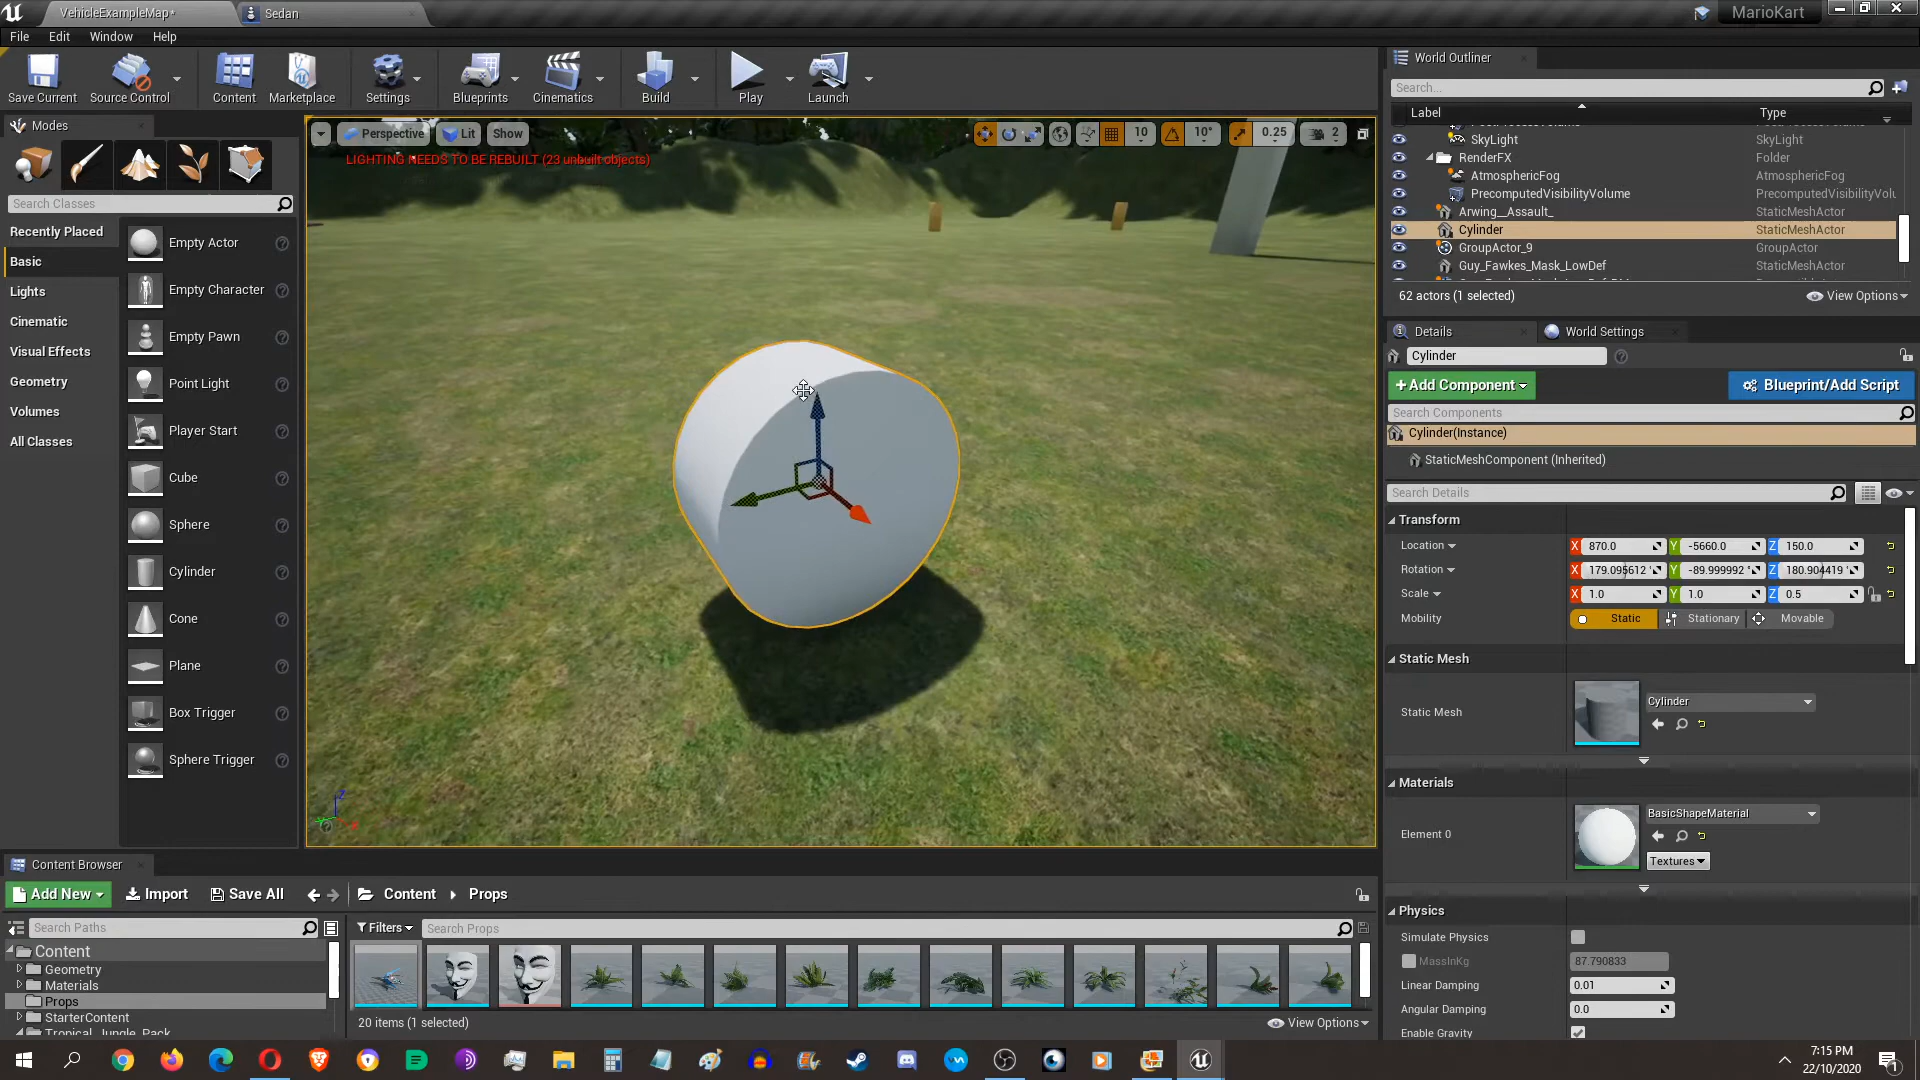 VehicleExampleMap*
Sedan
MarioKart
File Edit Window Help
Save Current
Source Control
Content
Marketplace
Settings
Blueprints
Cinematics
Build
Play
Launch
Modes
Search Classes
Recently Placed
Basic
Lights
Cinematic
Visual Effects
Geometry
Volumes
All Classes
Empty Actor
Empty Character
Empty Pawn
Point Light
Player Start
Cube
Sphere
Cylinder
Cone
Plane
Box Trigger
Sphere Trigger
Perspective Lit Show
10 10° 0.25 2
LIGHTING NEEDS TO BE REBUILT (23 unbuilt objects)
World Outliner
Search...
Label Type
SkyLight SkyLight
RenderFX Folder
AtmosphericFog AtmosphericFog
PrecomputedVisibilityVolume PrecomputedVisibilityVolu
Arwing__Assault_ StaticMeshActor
Cylinder StaticMeshActor
GroupActor_9 GroupActor
Guy_Fawkes_Mask_LowDef StaticMeshActor
62 actors (1 selected) View Options
Details World Settings
Cylinder
+Add Component Blueprint/Add Script
Search Components
Cylinder(Instance)
StaticMeshComponent (Inherited)
Search Details
Transform
Location X 870.0 Y -5660.0 Z 150.0
Rotation X 179.095612 ° Y -89.999992 ° Z 180.904419 °
Scale X 1.0 Y 1.0 Z 0.5
Mobility Static Stationary Movable
Static Mesh
Static Mesh Cylinder
Materials
Element 0 BasicShapeMaterial
Textures
Physics
Simulate Physics
MassInKg 87.790833
Linear Damping 0.01
Angular Damping 0.0
Enable Gravity
Content Browser
Add New Import Save All Content Props
Search Paths
Filters Search Props
Content
Geometry
Materials
Props
StarterContent
Tropical_Jungle_Pack
20 items (1 selected) View Options
7:15 PM
22/10/2020